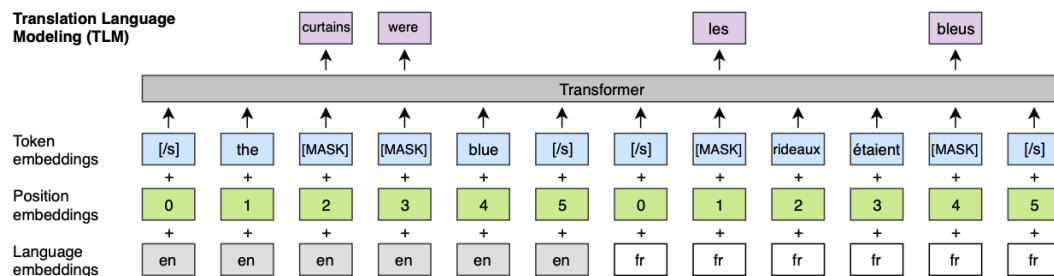 Translation Language
Modeling (TLM)
curtains were les bleus
Transformer
Token
embeddings
[/s] the [MASK] [MASK] blue [/s] [/s] [MASK] rideaux étaient [MASK] [/s]
+ + + + + + + + + + + +
Position
embeddings
0 1 2 3 4 5 0 1 2 3 4 5
+ + + + + + + + + + + +
Language
embeddings
en en en en en en fr fr fr fr fr fr